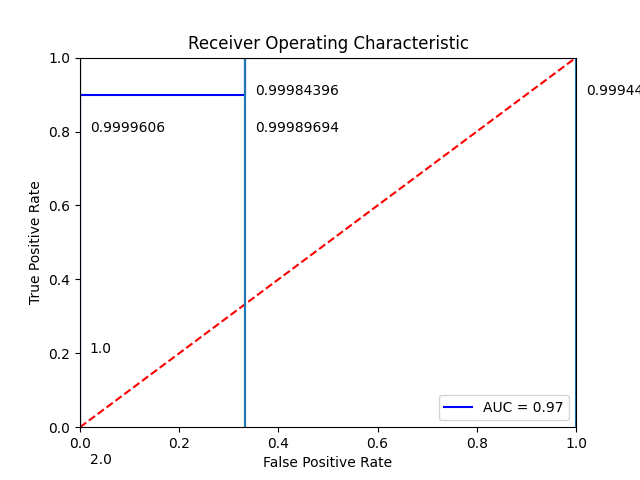 Receiver Operating Characteristic
1.0
0.99984396
0.99944
0.9999606
0.99989694
0.8
0.6
True Positive Rate
0.4
1.0
0.2
AUC = 0.97
0.0
0.0 0.2 0.4 0.6 0.8 1.0
2.0
False Positive Rate